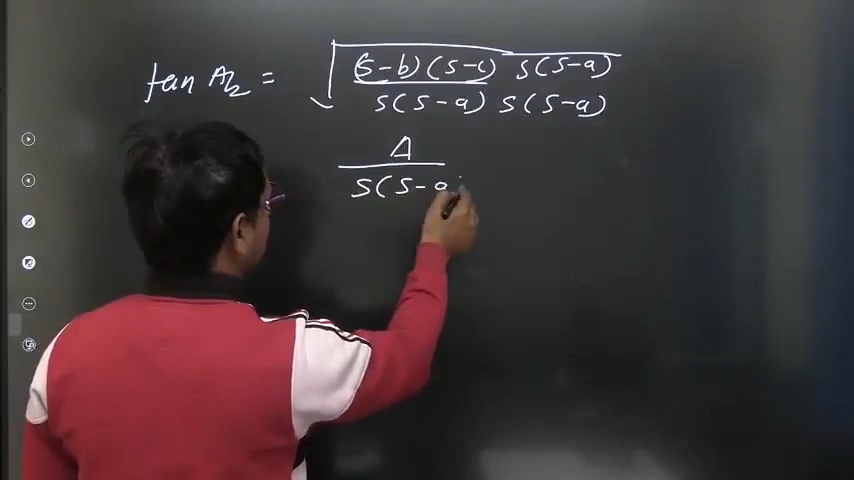 tan A/2 = √ (s-b)(s-c) s(s-a)
s(s-a) s(s-a)
Δ
s(s-a